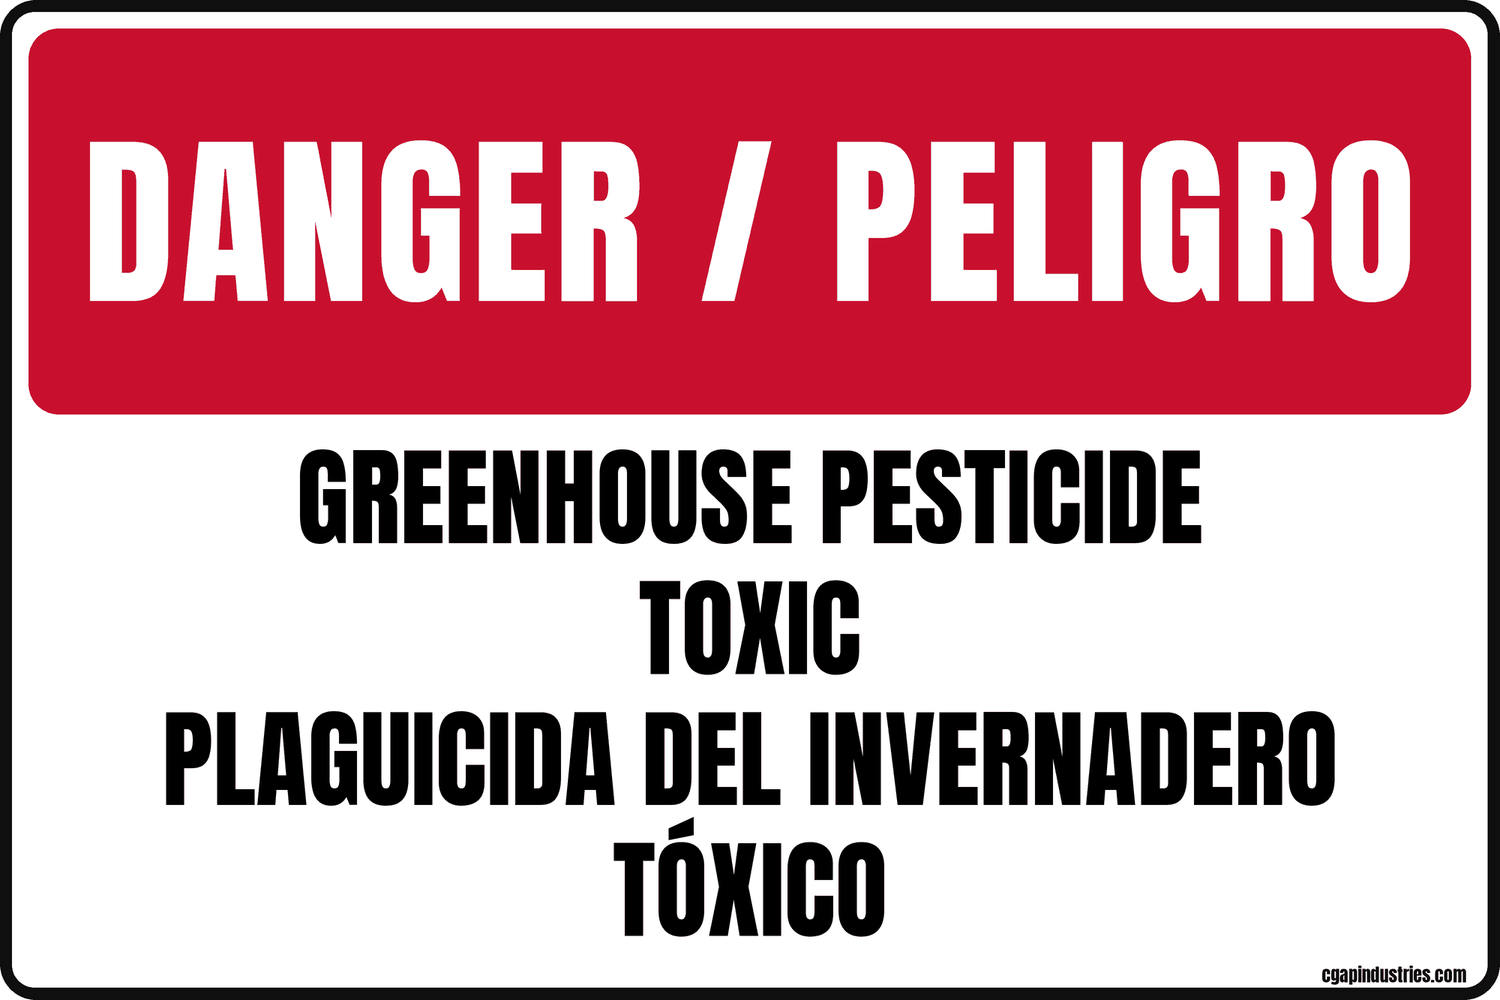 DANGER / PELIGRO
GREENHOUSE PESTICIDE
TOXIC
PLAGUICIDA DEL INVERNADERO
TÓXICO
cgapindustries.com